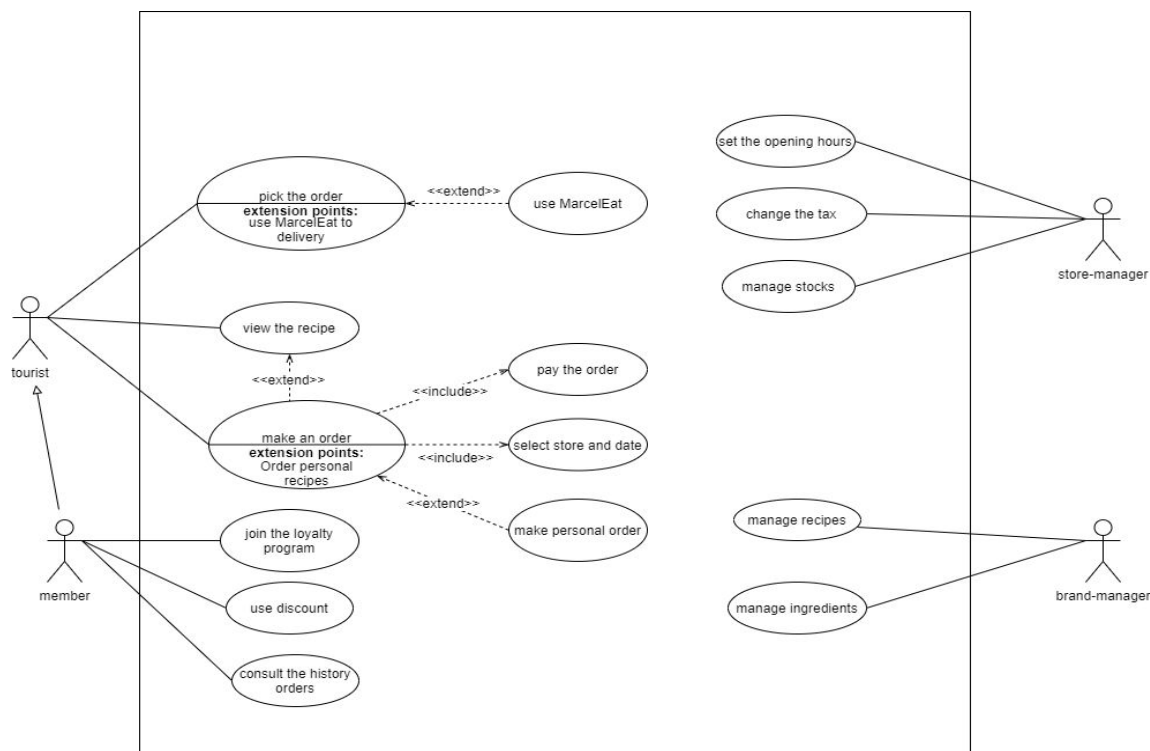 set the opening hours
pick the order
extension points:
use MarcelEat to
delivery
<<extend>>
use MarcelEat
change the tax
store-manager
manage stocks
view the recipe
tourist
<<extend>>
pay the order
<<include>>
make an order
extension points:
Order personal
recipes
select store and date
<<include>>
<<extend>>
make personal order
manage recipes
join the loyalty
program
member
brand-manager
use discount
manage ingredients
consult the history
orders